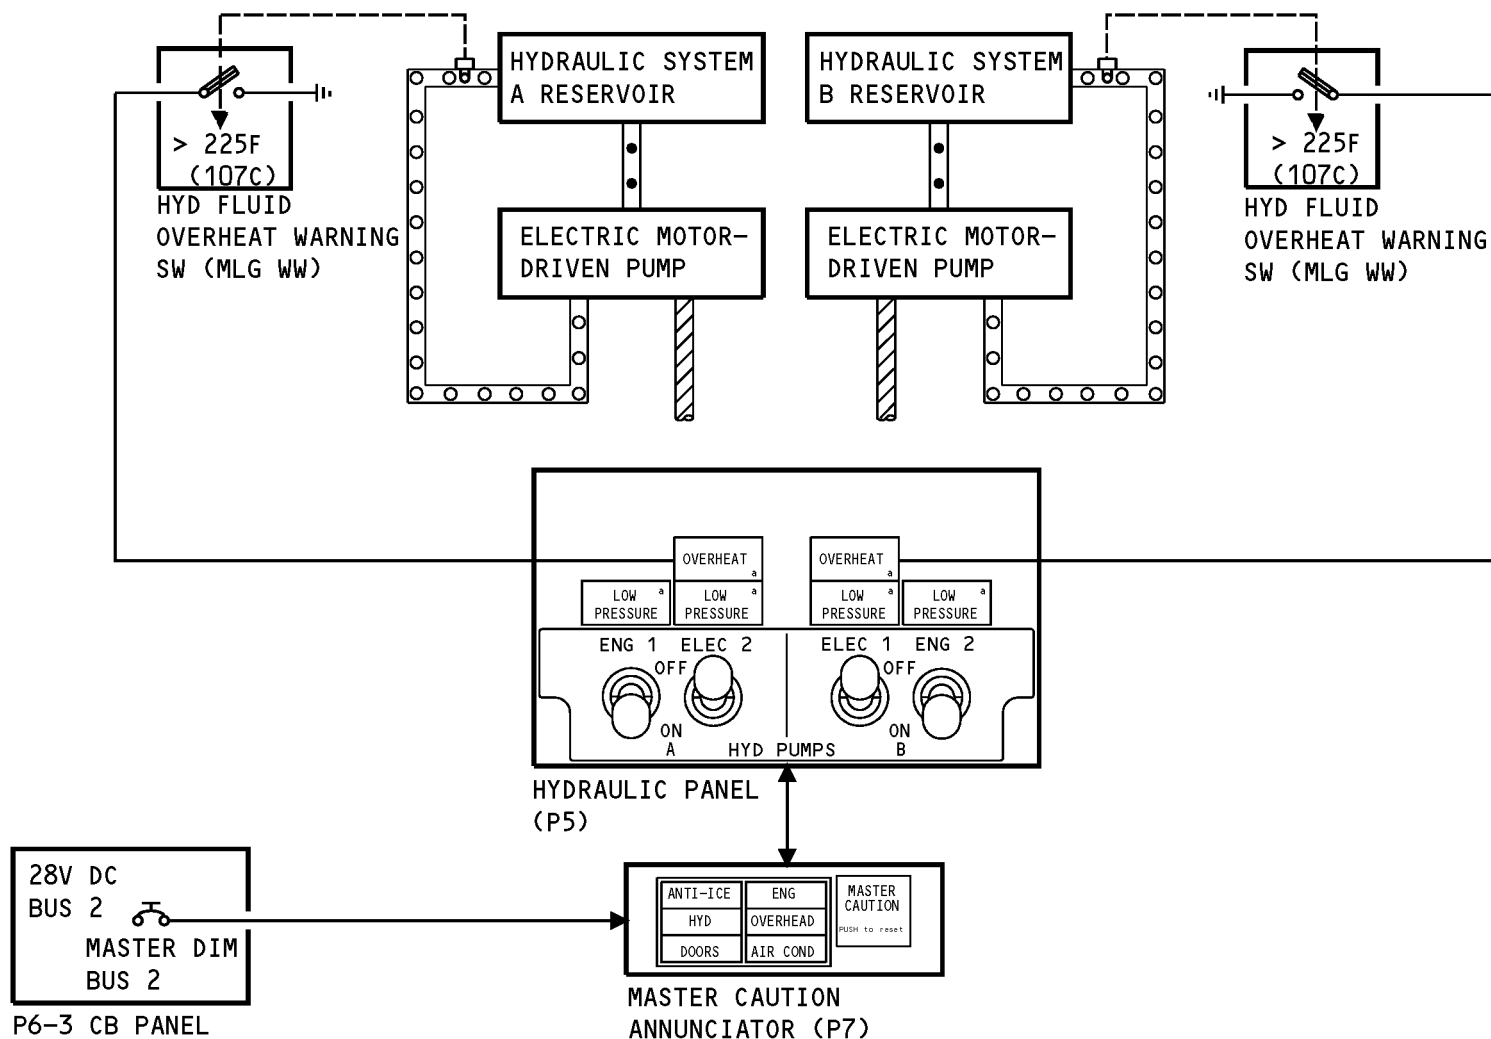 HYDRAULIC SYSTEM
A RESERVOIR
HYDRAULIC SYSTEM
B RESERVOIR
> 225F
(107C)
HYD FLUID
OVERHEAT WARNING
SW (MLG WW)
> 225F
(107C)
HYD FLUID
OVERHEAT WARNING
SW (MLG WW)
ELECTRIC MOTOR-
DRIVEN PUMP
ELECTRIC MOTOR-
DRIVEN PUMP
OVERHEAT
a
OVERHEAT
a
LOW a
PRESSURE
LOW a
PRESSURE
LOW a
PRESSURE
LOW a
PRESSURE
ENG 1 ELEC 2
ELEC 1 ENG 2
OFF
OFF
ON
ON
A HYD PUMPS B
HYDRAULIC PANEL
(P5)
28V DC
BUS 2
MASTER DIM
BUS 2
P6-3 CB PANEL
ANTI-ICE ENG
HYD OVERHEAD
DOORS AIR COND
MASTER
CAUTION
PUSH to reset
MASTER CAUTION
ANNUNCIATOR (P7)